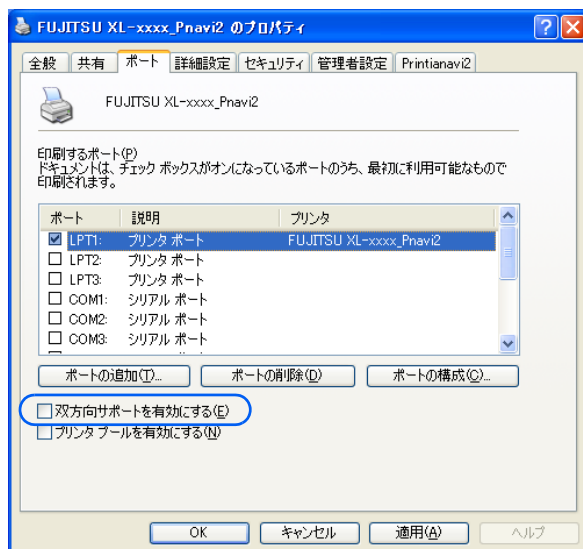 FUJITSU XL-xxxx_Pnavi2 のプロパティ
全般 共有 ポート 詳細設定 セキュリティ 管理者設定 Printianavi2
FUJITSU XL-xxxx_Pnavi2
印刷するポート(P)
ドキュメントは、チェック ボックスがオンになっているポートのうち、最初に利用可能なもので
印刷されます。
ポート 説明 プリンタ
LPT1: プリンタ ポート FUJITSU XL-xxxx_Pnavi2
LPT2: プリンタ ポート
LPT3: プリンタ ポート
COM1: シリアル ポート
COM2: シリアル ポート
COM3: シリアル ポート
ポートの追加(T)... ポートの削除(D) ポートの構成(C)...
双方向サポートを有効にする(E)
プリンタ プールを有効にする(N)
OK キャンセル 適用(A) ヘルプ